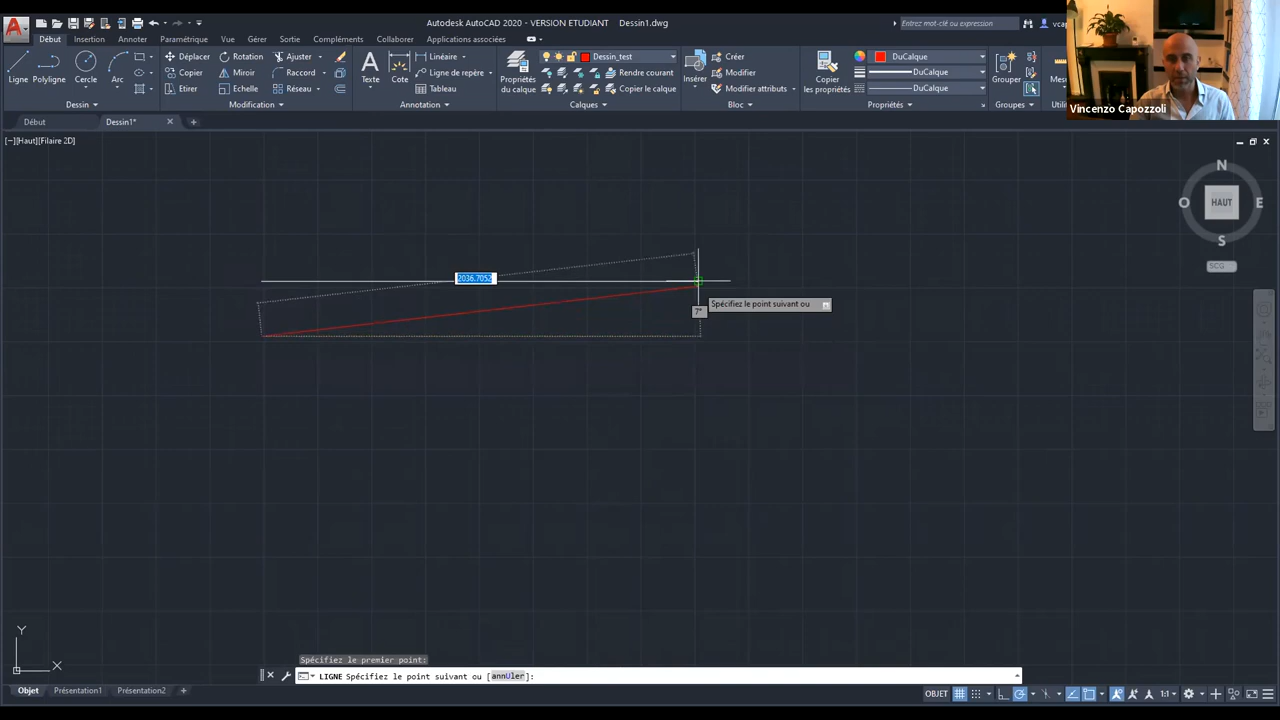 Autodesk AutoCAD 2020 - VERSION ETUDIANT Dessin1.dwg
Entrez mot-clé ou expression
vca
Début Insertion Annoter Paramétrique Vue Gérer Sortie Compléments Collaborer Applications associées
Ligne Polyligne Cercle Arc
Déplacer Rotation Ajuster
Copier Miroir Raccord
Etirer Echelle Réseau
Texte Cote
Linéaire
Ligne de repère
Tableau
Propriétés
du calque
Dessin_test
Rendre courant
Copier le calque
Insérer
Créer
Modifier
Modifier attributs
Copier
les propriétés
DuCalque
DuCalque
DuCalque
Grouper
Mesu
Dessin Modification Annotation Calques Bloc Propriétés Groupes Utili
Vincenzo Capozzoli
Début Dessin1*
[−][Haut][Filaire 2D]
N
O HAUT E
S
SCG
2036.7052
Spécifiez le point suivant ou
7°
Y
X
Spécifiez le premier point:
LIGNE Spécifiez le point suivant ou [annUler]:
Objet Présentation1 Présentation2
OBJET 1:1